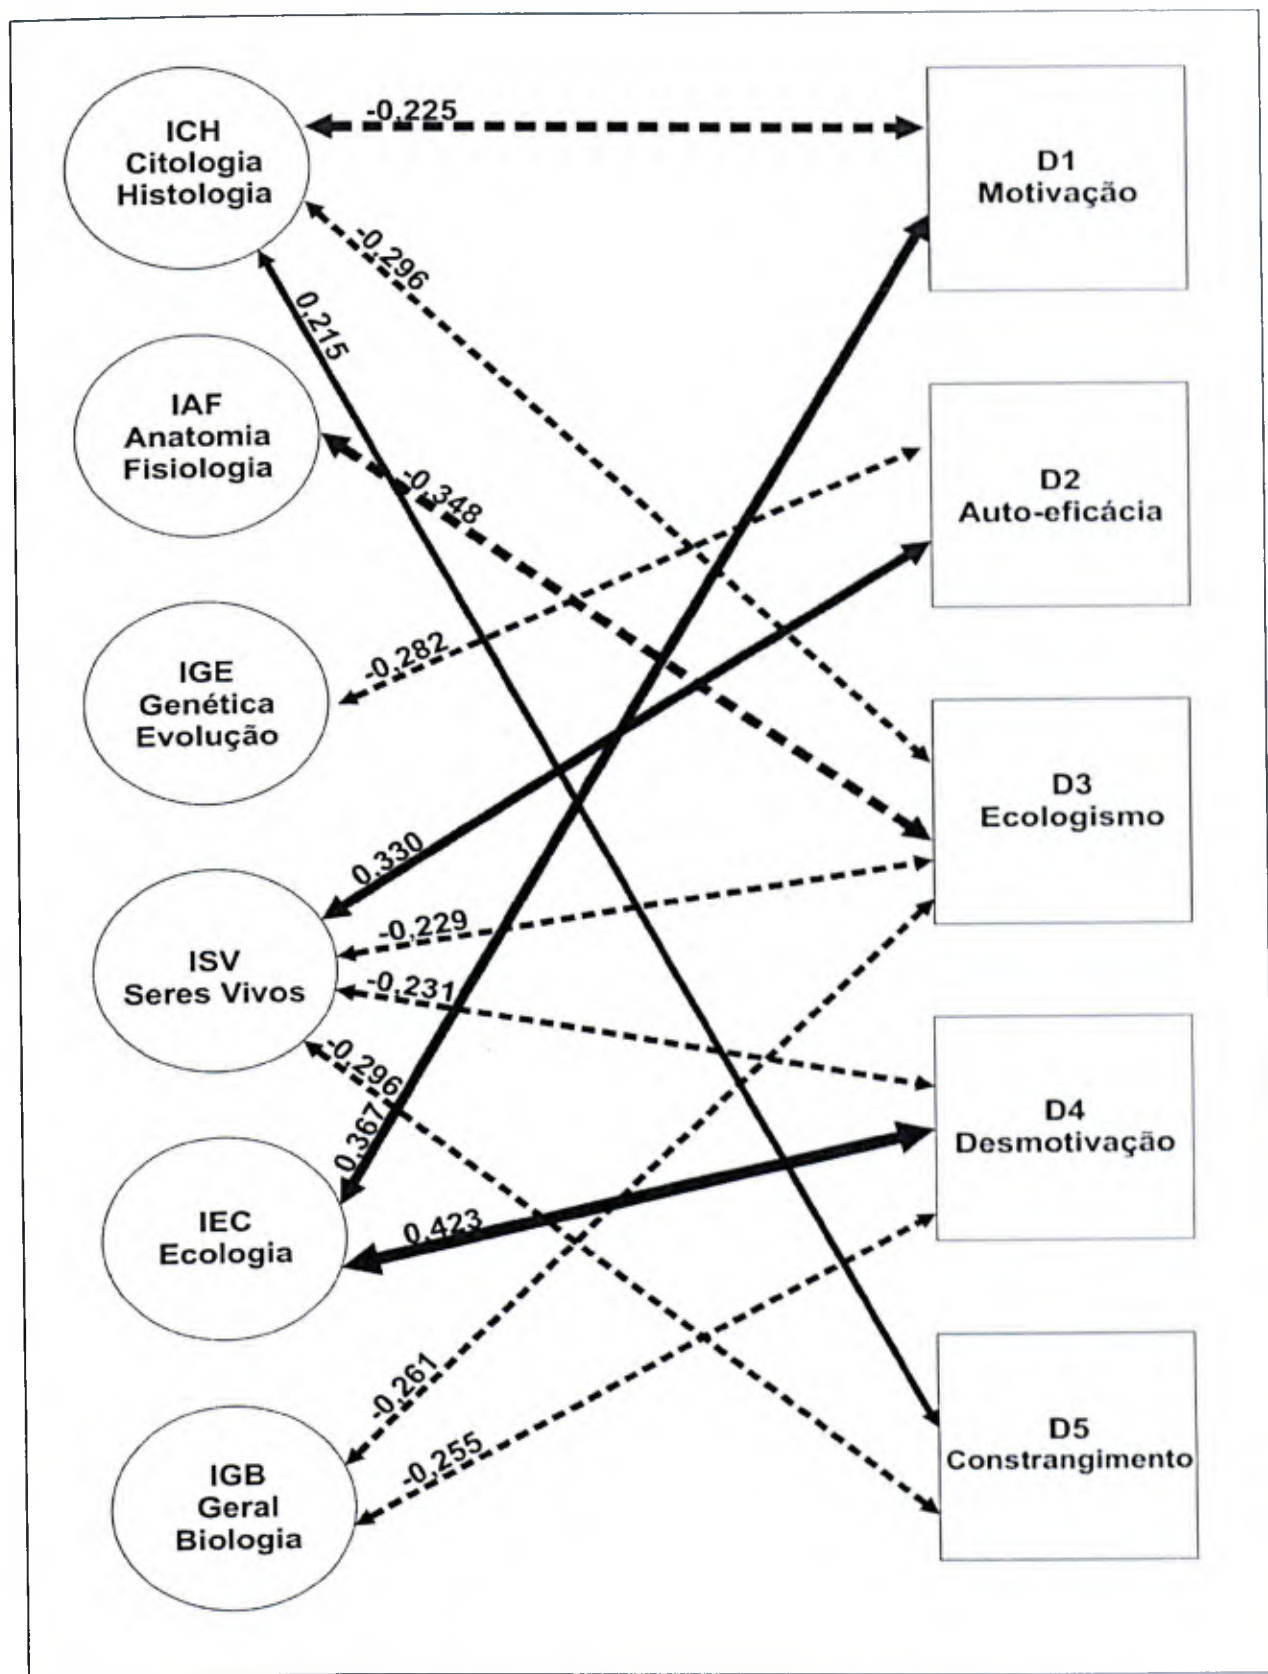 ICH
Citologia
Histologia
IAF
Anatomia
Fisiologia
IGE
Genética
Evolução
ISV
Seres Vivos
IEC
Ecologia
IGB
Geral
Biologia
-0,225
-0,296
0,215
-0,348
-0,282
0,330
-0,229
-0,231
-0,296
0,367
0,423
-0,261
-0,255
D1
Motivação
D2
Auto-eficácia
D3
Ecologismo
D4
Desmotivação
D5
Constrangimento